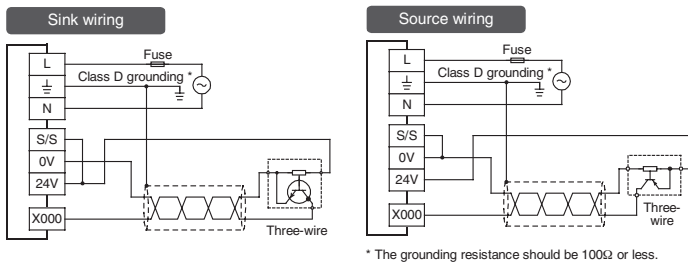 Sink wiring
L
Fuse
Class D grounding *
N
S/S
0V
24V
X000
Three-wire
Source wiring
L
Fuse
Class D grounding *
N
S/S
0V
24V
X000
Three-
wire
* The grounding resistance should be 100Ω or less.